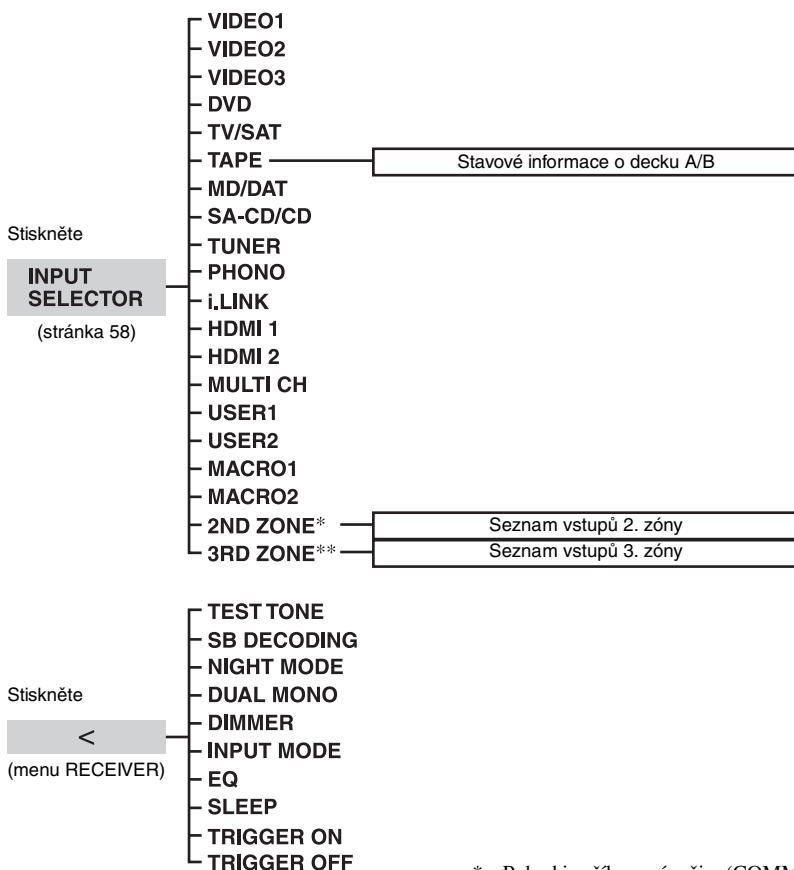 VIDEO1
VIDEO2
VIDEO3
DVD
TV/SAT
TAPE
Stavové informace o decku A/B
MD/DAT
SA-CD/CD
Stiskněte
TUNER
INPUT SELECTOR
PHONO
i.LINK
(stránka 58)
HDMI 1
HDMI 2
MULTI CH
USER1
USER2
MACRO1
MACRO2
2ND ZONE*
Seznam vstupů 2. zóny
3RD ZONE**
Seznam vstupů 3. zóny
TEST TONE
SB DECODING
NIGHT MODE
Stiskněte
DUAL MONO
<
DIMMER
INPUT MODE
(menu RECEIVER)
EQ
SLEEP
TRIGGER ON
TRIGGER OFF